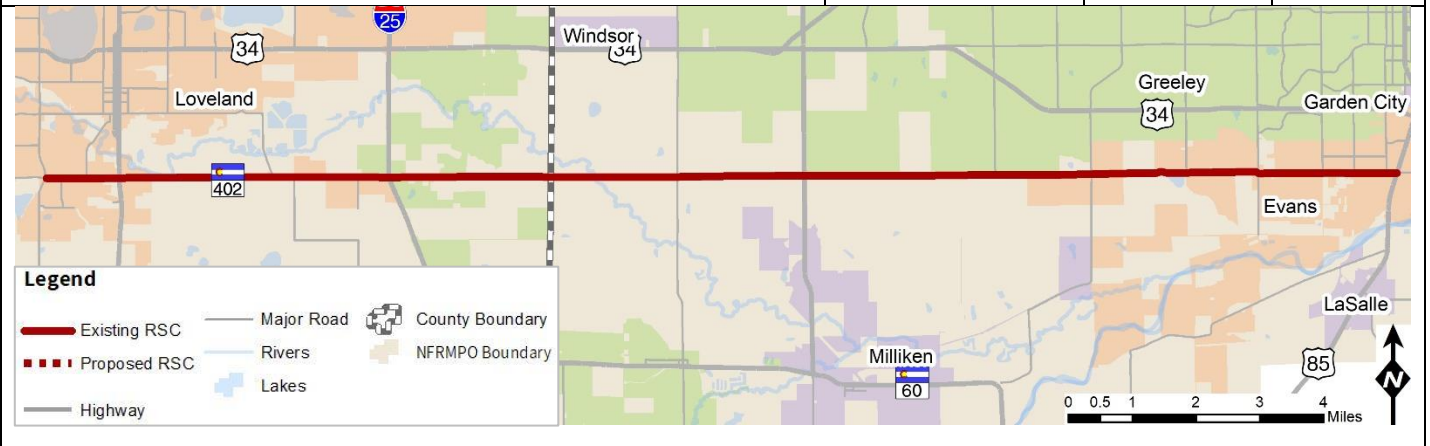 25
34
Windsor
34
Loveland
Greeley
34
Garden City
402
Evans
Legend
Existing RSC
Proposed RSC
Highway
Major Road
Rivers
Lakes
County Boundary
NFRMPO Boundary
LaSalle
Milliken
60
85
N
0 0.5 1 2 3 4
Miles